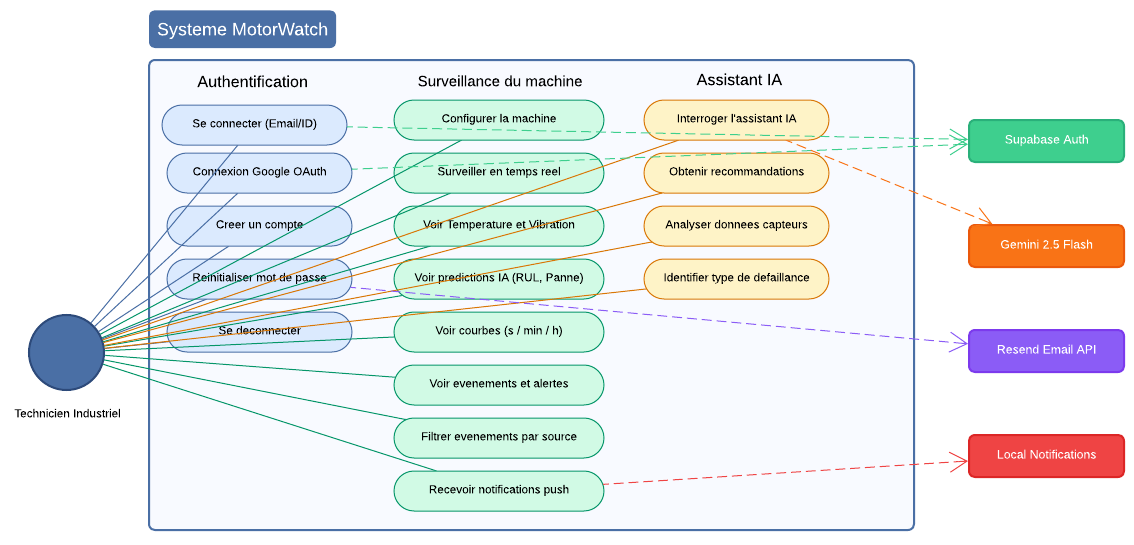 Systeme MotorWatch
Authentification
Surveillance du machine
Assistant IA
Se connecter (Email/ID)
Connexion Google OAuth
Creer un compte
Reinitialiser mot de passe
Se deconnecter
Configurer la machine
Surveiller en temps reel
Voir Temperature et Vibration
Voir predictions IA (RUL, Panne)
Voir courbes (s / min / h)
Voir evenements et alertes
Filtrer evenements par source
Recevoir notifications push
Interroger l'assistant IA
Obtenir recommandations
Analyser donnees capteurs
Identifier type de defaillance
Supabase Auth
Gemini 2.5 Flash
Resend Email API
Local Notifications
Technicien Industriel